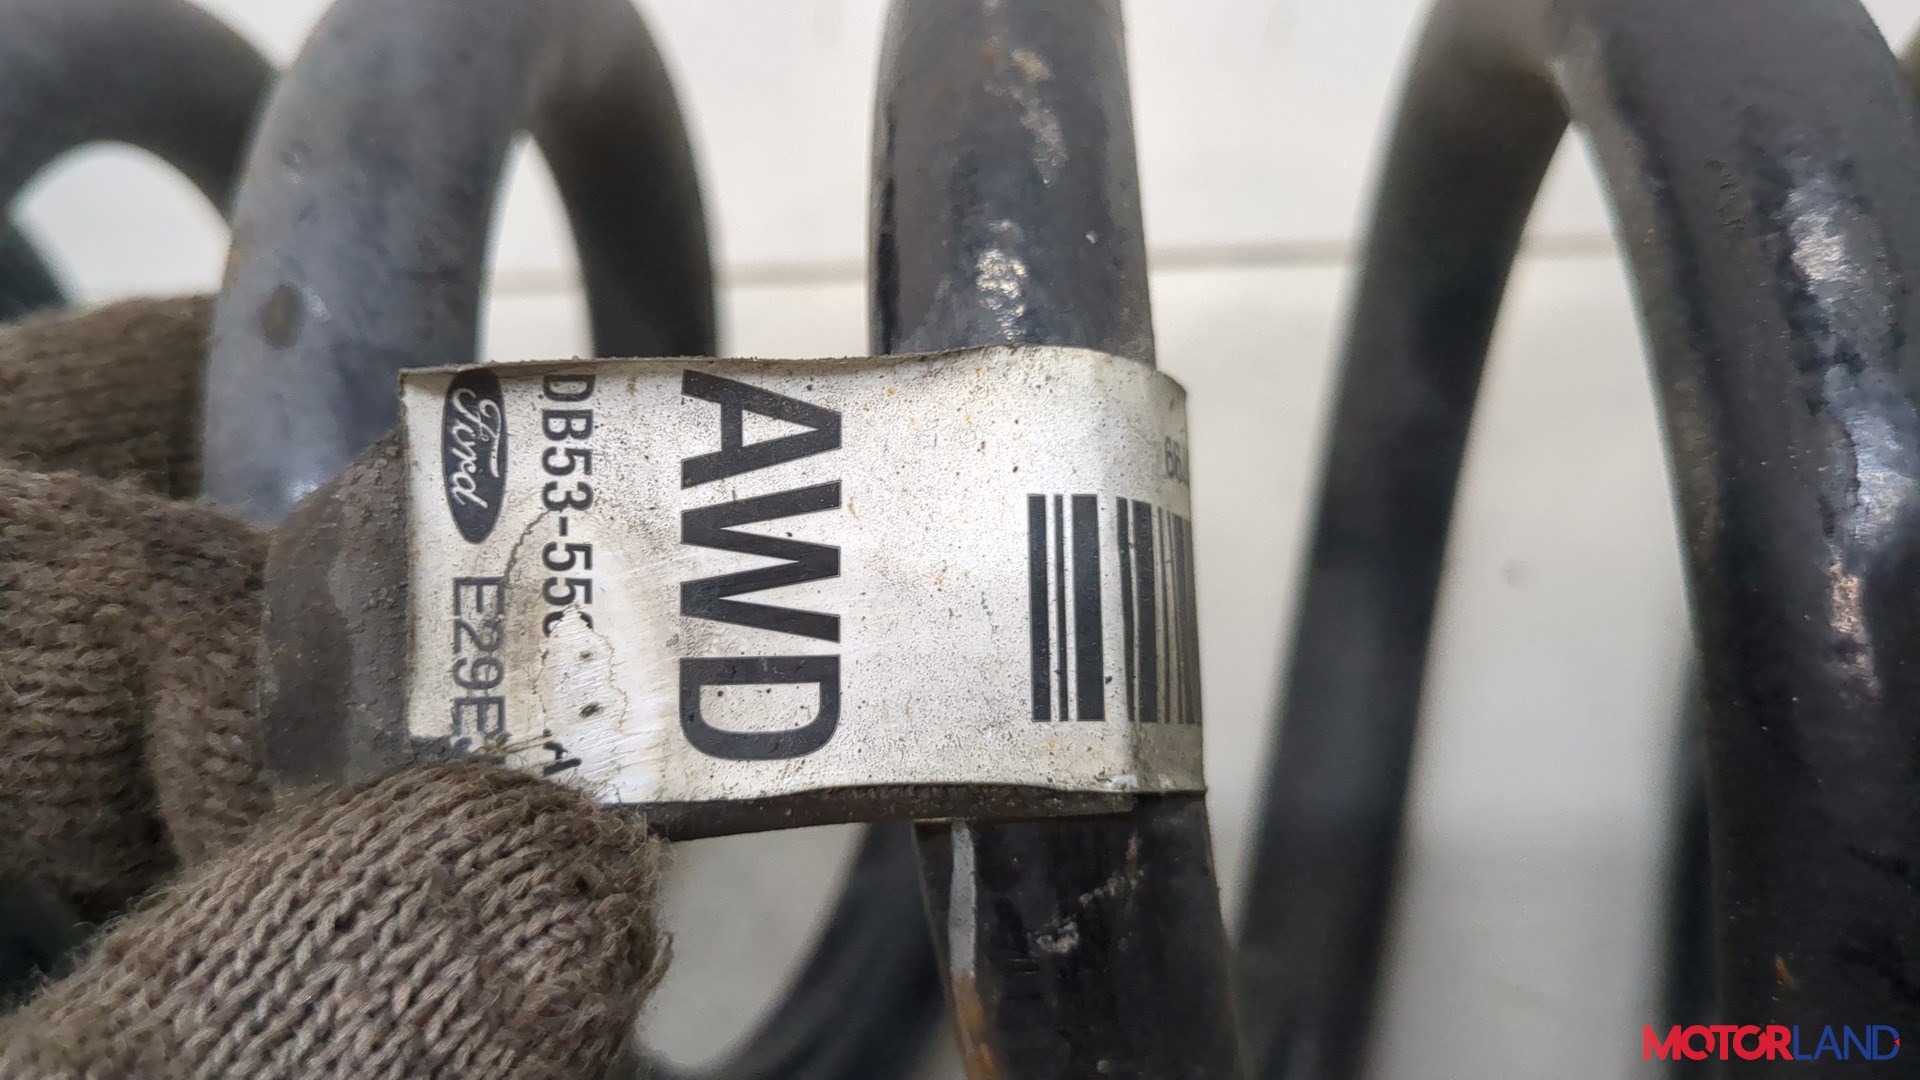 Ford E29E
DB53-55
AWD
MOTORLAND